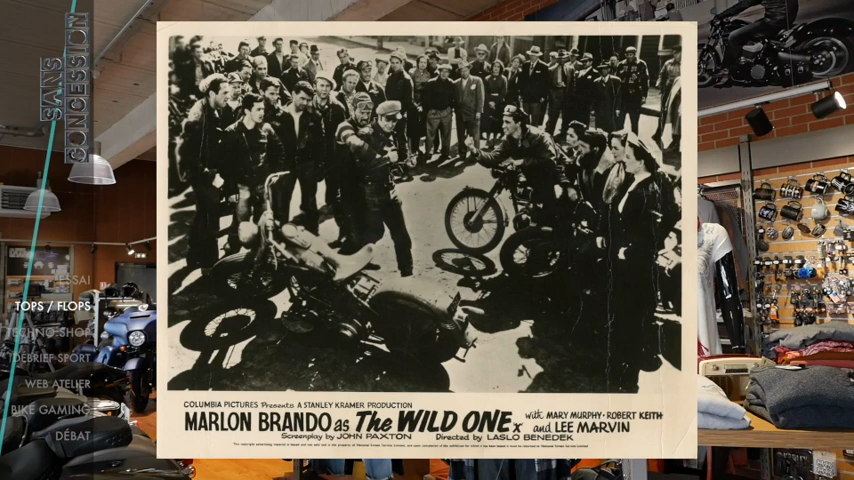 SANS
CONCESSION
ESSAI
TOPS / FLOPS
TECHNO SHOP
DÉBRIEF SPORT
WEB ATELIER
BIKE GAMING
DÉBAT
COLUMBIA PICTURES Presents A STANLEY KRAMER PRODUCTION
MARLON BRANDO as The WILD ONE with MARY MURPHY · ROBERT KEITH
and LEE MARVIN
Screenplay by JOHN PAXTON Directed by LASLO BENEDEK